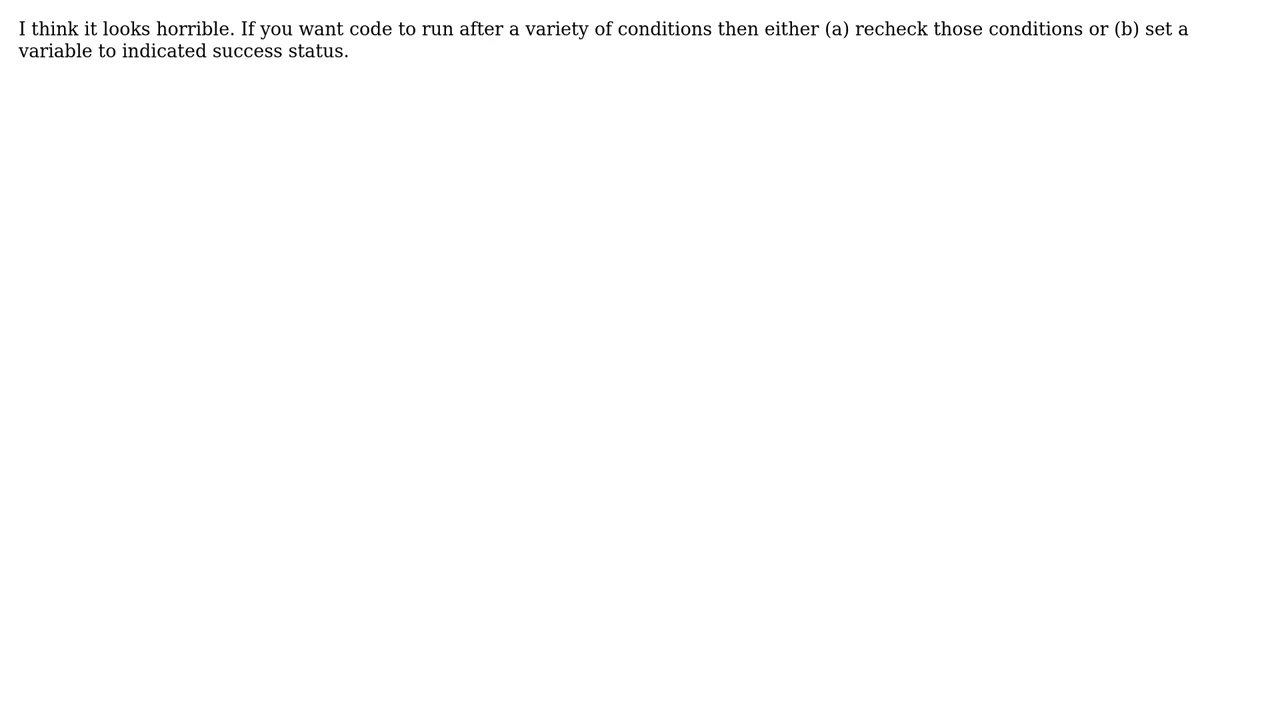 I think it looks horrible. If you want code to run after a variety of conditions then either (a) recheck those conditions or (b) set a
variable to indicated success status.